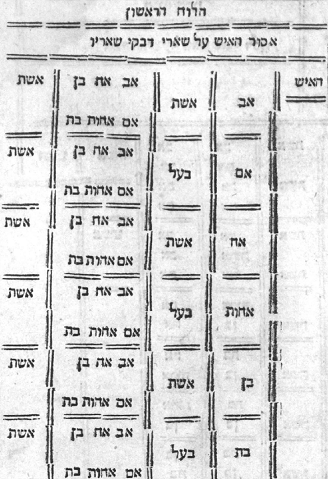 הלוח הראשון
אסור האיש על שארי דבקי שאריו
האיש אב אח בן אשת
אב אשת
אם אחות בת
אב אח בן אשת
אם בעל
אם אחות בת
אב אח בן אשת
אח אשת
אם אחות בת
אב אח בן אשת
אחות בעל
אם אחות בת
אב אח בן אשת
בן אשת
אם אחות בת
אב אח בן אשת
בת בעל
אם אחות בת